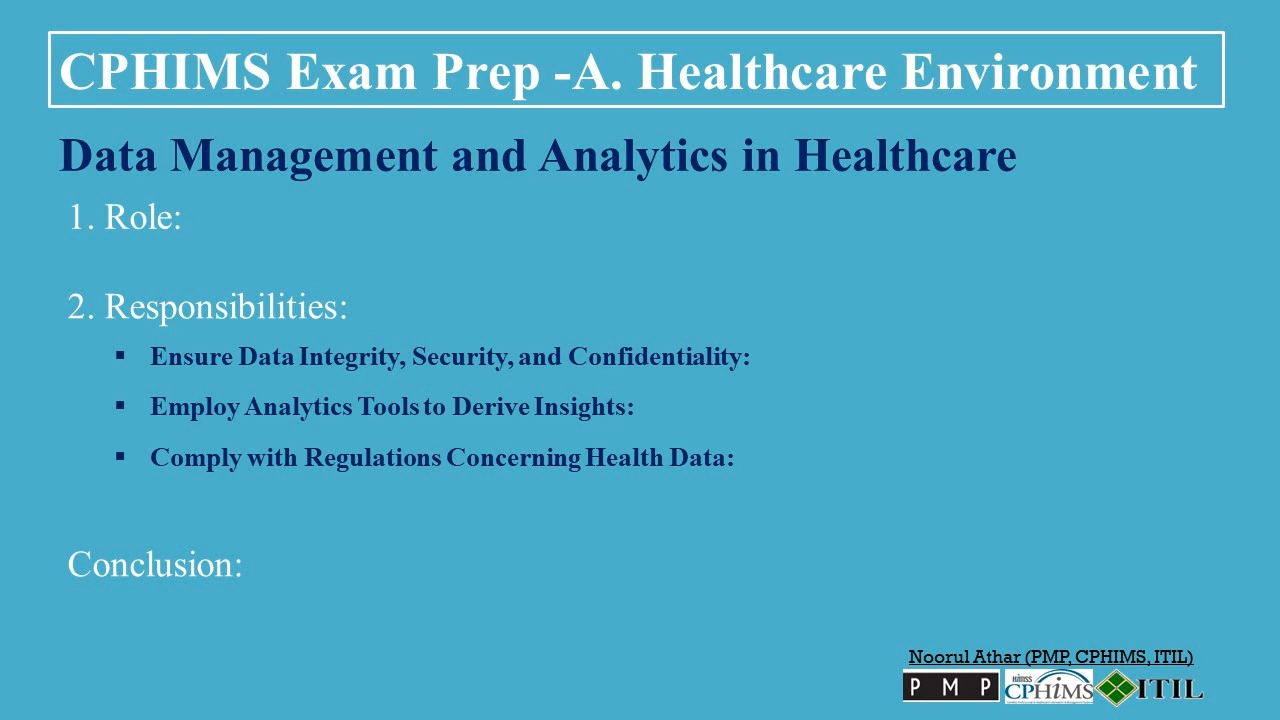 CPHIMS Exam Prep -A. Healthcare Environment
Data Management and Analytics in Healthcare
1. Role:
2. Responsibilities:
▪ Ensure Data Integrity, Security, and Confidentiality:
▪ Employ Analytics Tools to Derive Insights:
▪ Comply with Regulations Concerning Health Data:
Conclusion:
Noorul Athar (PMP, CPHIMS, ITIL)
PMP HIMSS CPHIMS ITIL